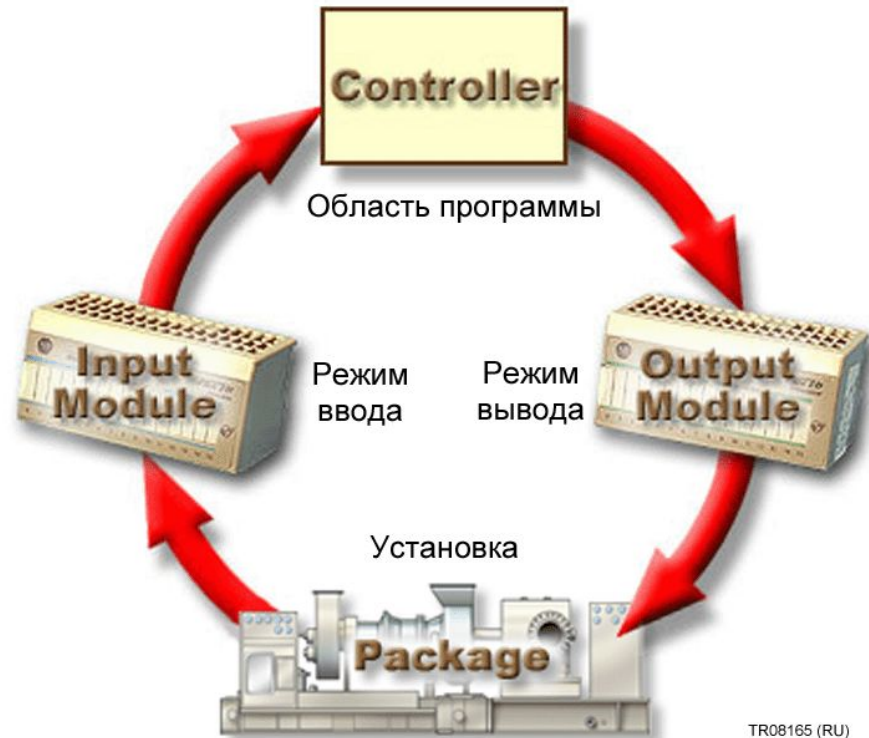 Controller
Область программы
Input
Module
Режим
ввода
Режим
вывода
Output
Module
Установка
Package
TR08165 (RU)